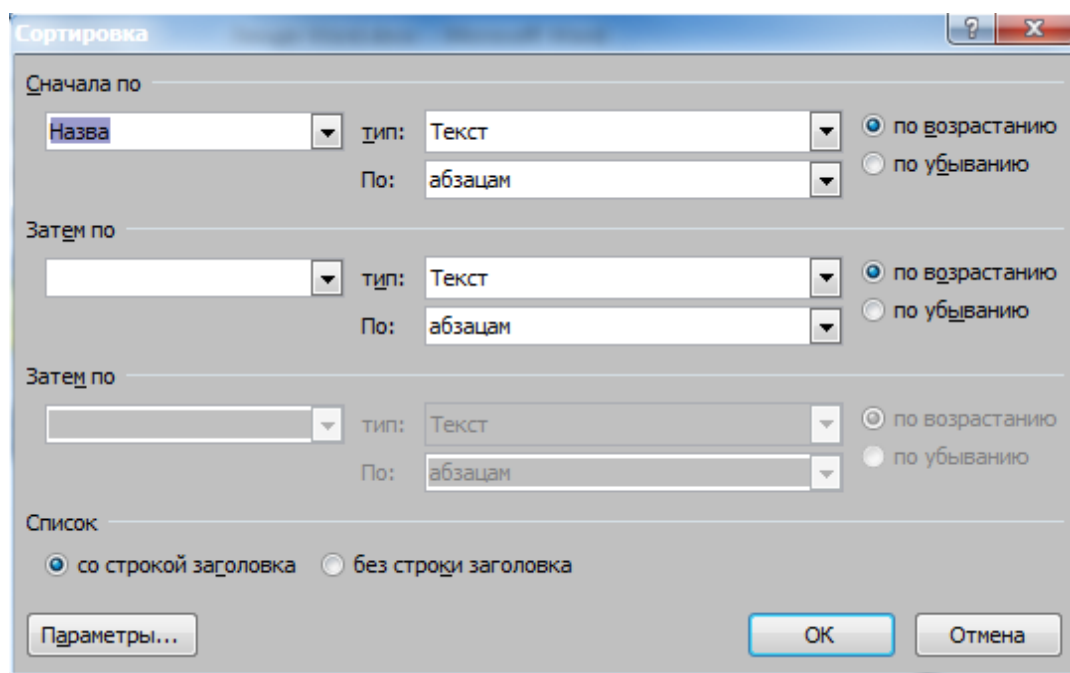 Сортировка
Сначала по
Назва тип: Текст по возрастанию
По: абзацам по убыванию
Затем по
тип: Текст по возрастанию
По: абзацам по убыванию
Затем по
тип: Текст по возрастанию
По: абзацам по убыванию
Список
со строкой заголовка без строки заголовка
Параметры... ОК Отмена